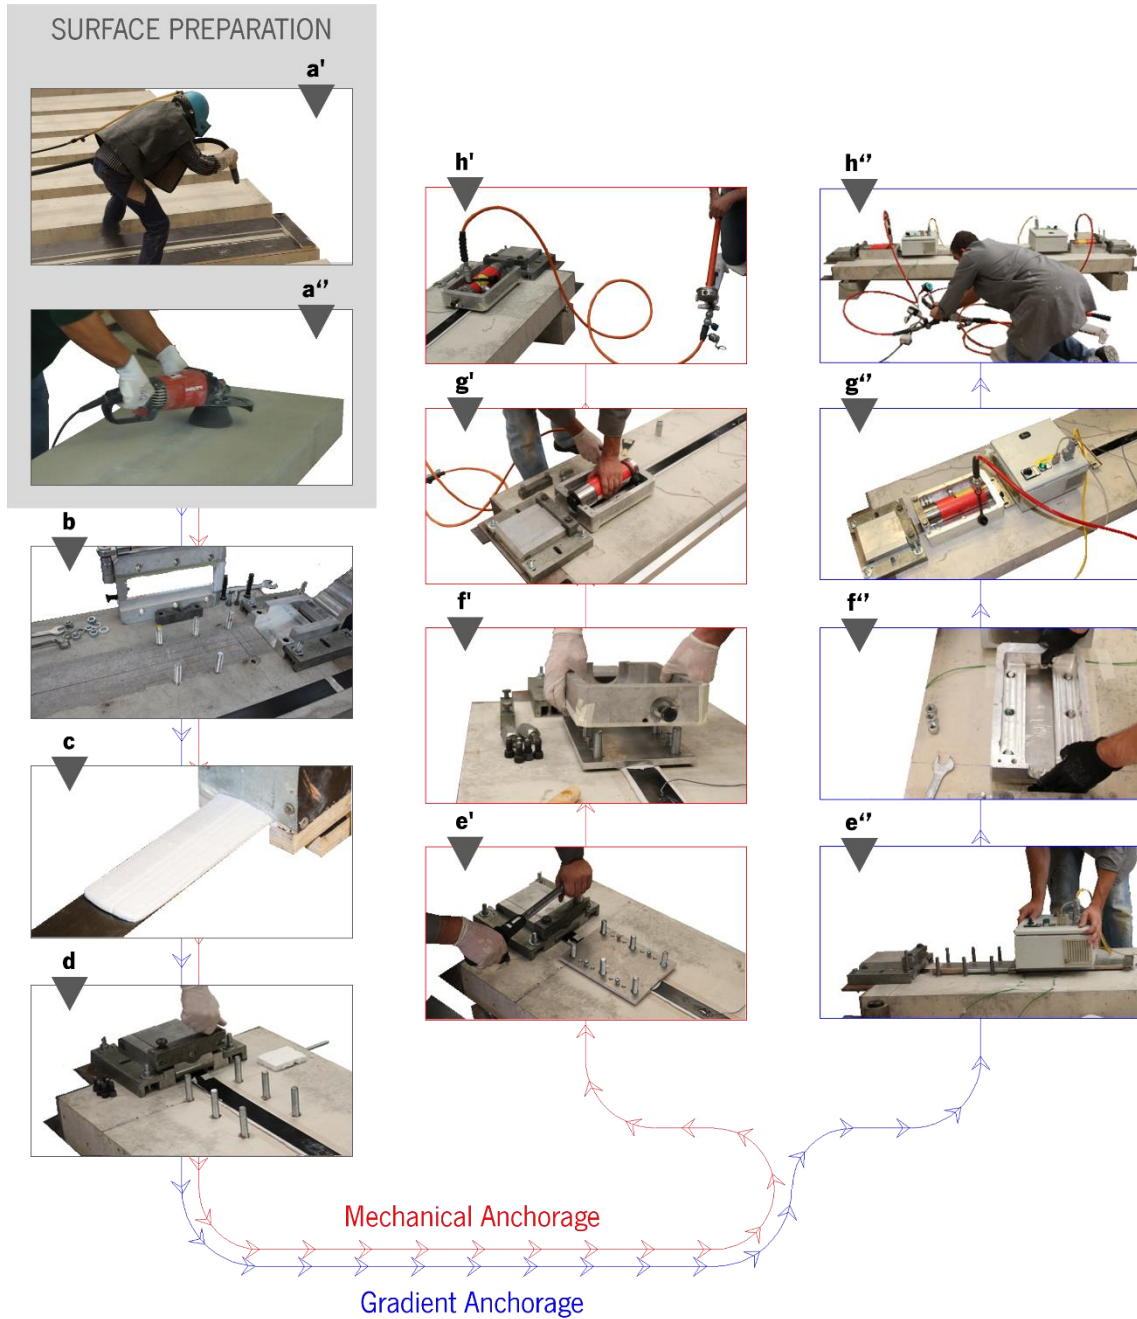 SURFACE PREPARATION
a'
a‘’
b
c
d
h'
g'
f'
e'
h‘’
g‘’
f‘’
e‘’
Mechanical Anchorage
Gradient Anchorage